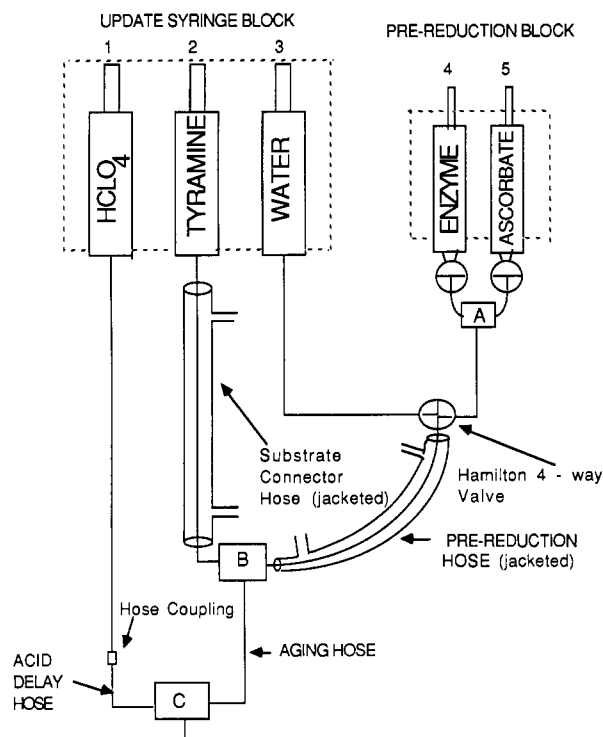 UPDATE SYRINGE BLOCK
PRE-REDUCTION BLOCK
1
2
3
4
5
HCLO4
TYRAMINE
WATER
ENZYME
ASCORBATE
A
Substrate
Connector
Hose (jacketed)
Hamilton 4 - way
Valve
B
PRE-REDUCTION
HOSE (jacketed)
Hose Coupling
AGING HOSE
ACID
DELAY
HOSE
C